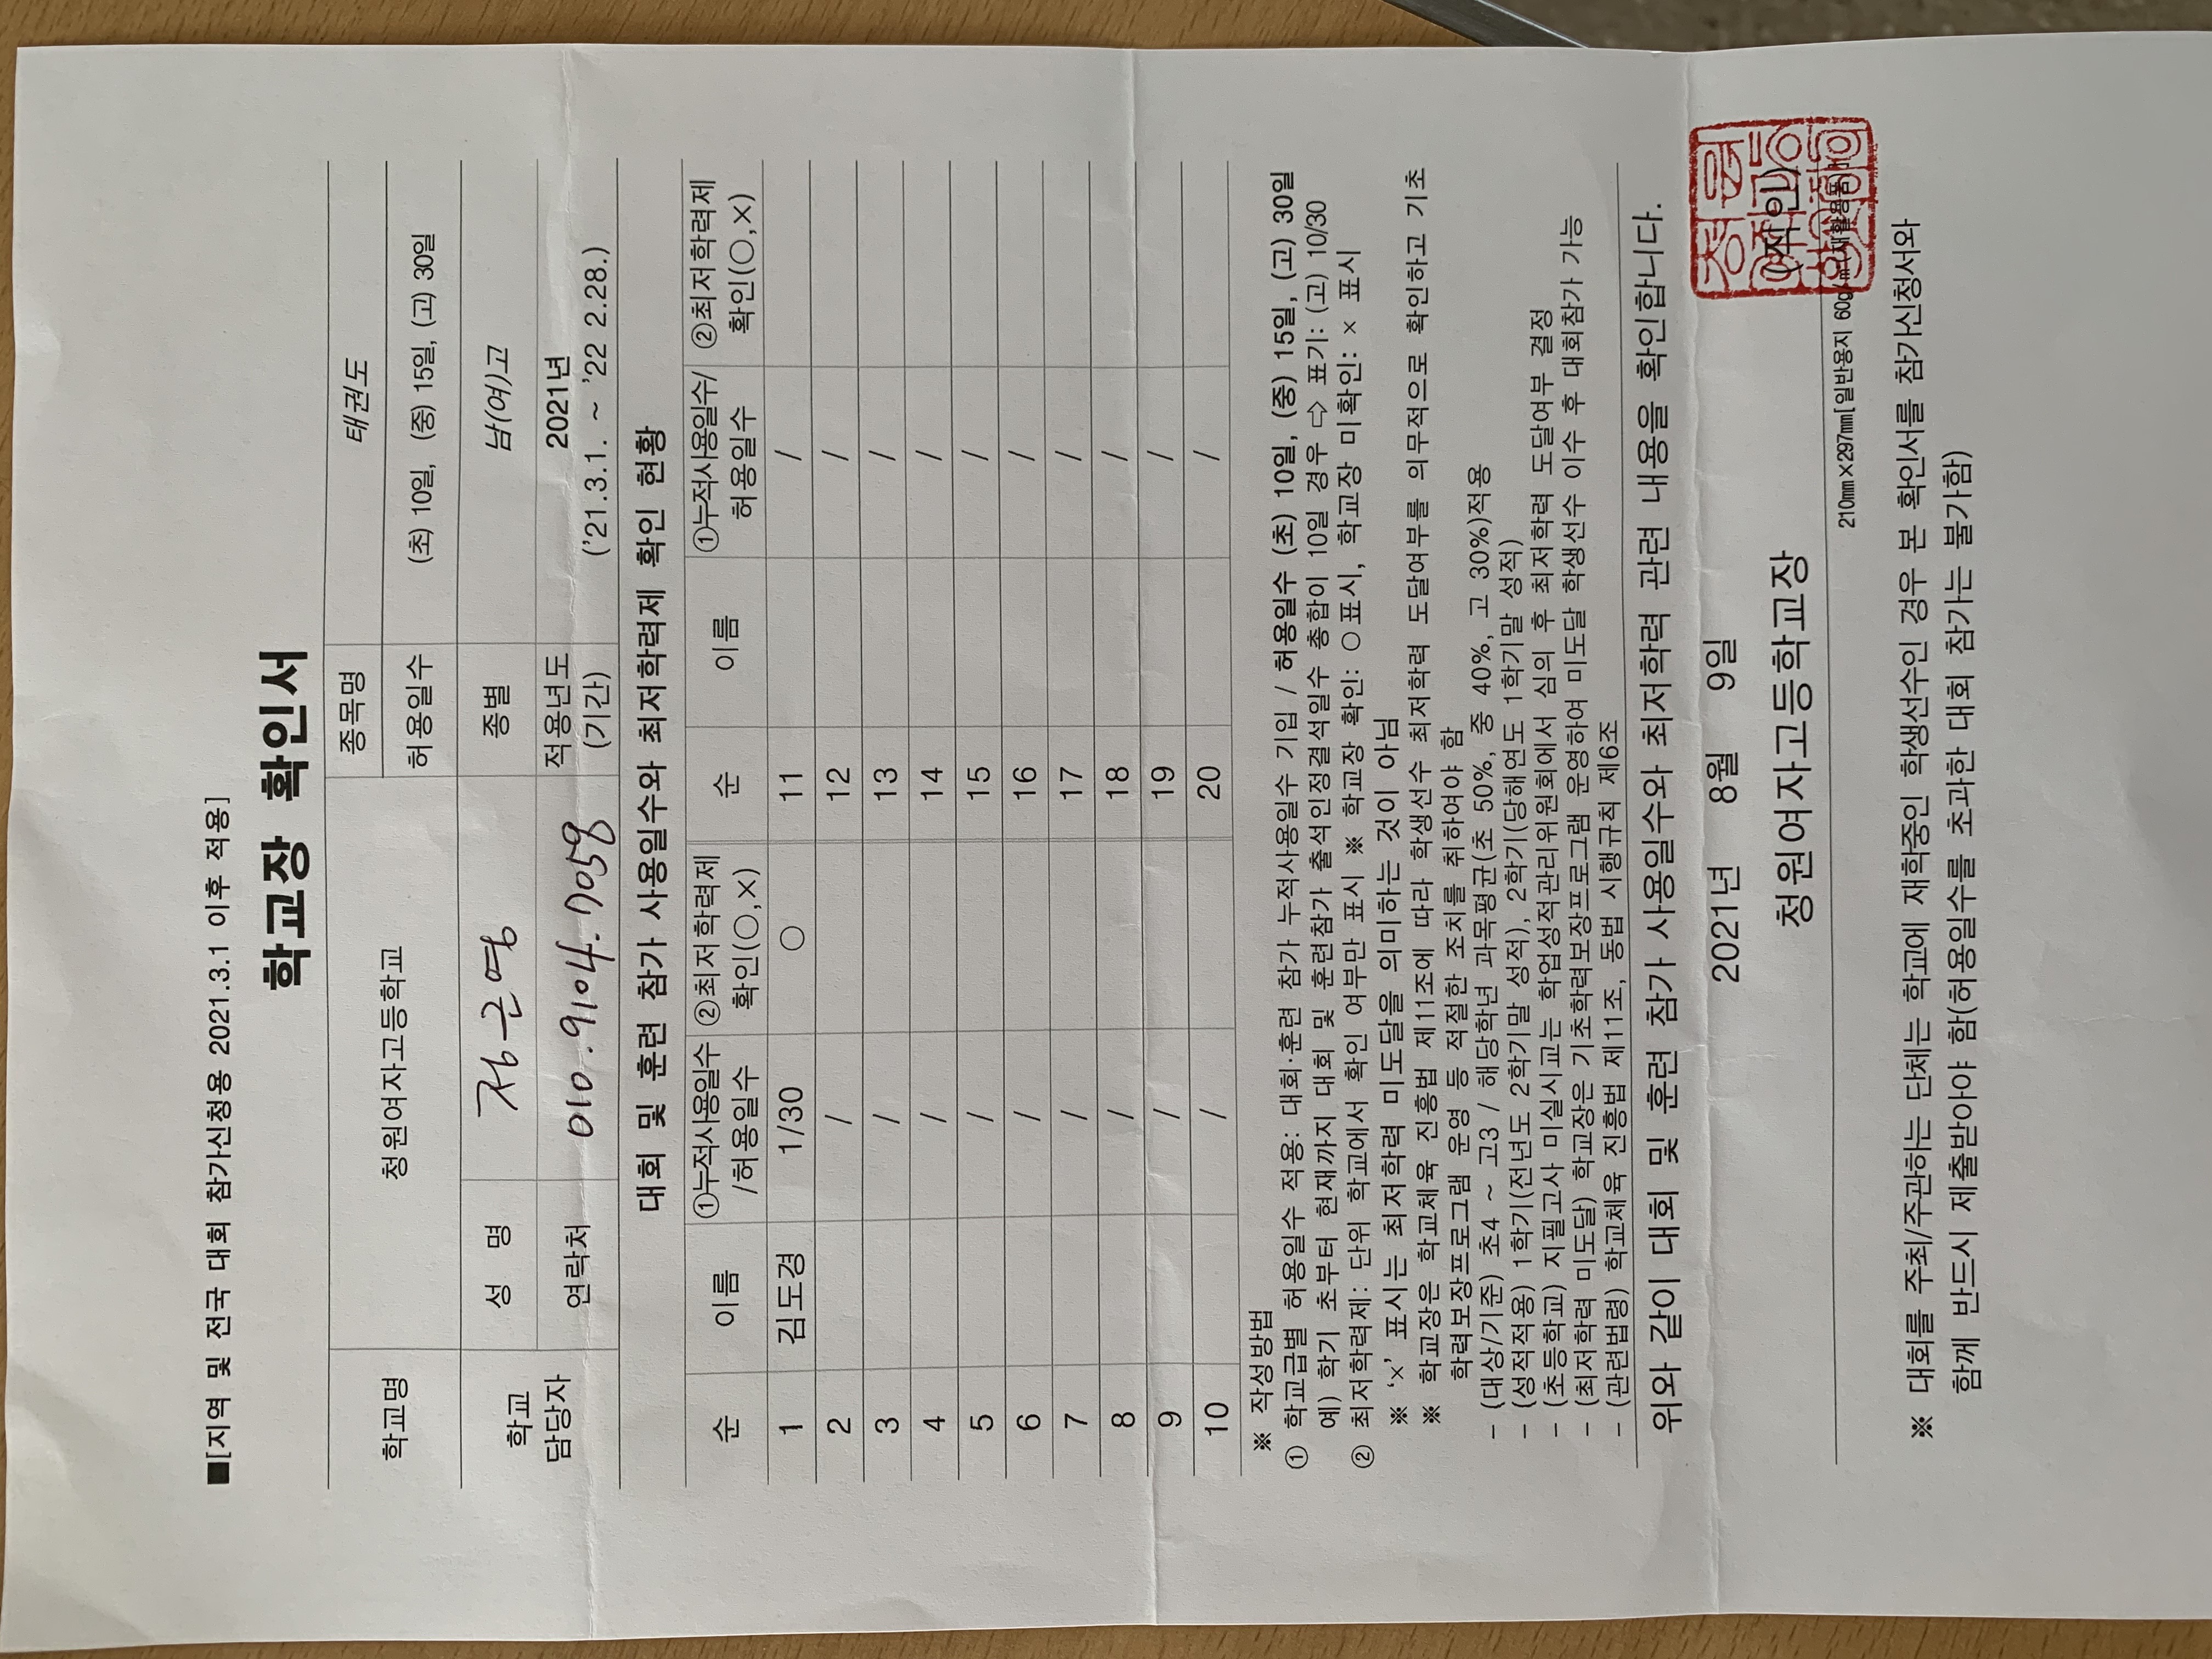 ■[지역 및 전국 대회 참가신청용 2021.3.1 이후 적용]
학교장 확인서
학교명 청원여자고등학교 종목명 태권도
허용일수 (초) 10일, (중) 15일, (고) 30일
학교 담당자 성 명 정은영 종별 남(여)고
연락처 010.9104.7058 적용년도 (기간) 2021년 ('21.3.1. ~ '22 2.28.)
대회 및 훈련 참가 사용일수와 최저학력제 확인 현황
순 이름 ①누적사용일수 /허용일수 ②최저학력제 확인(○,×) 순 이름 ①누적사용일수/ 허용일수 ②최저학력제 확인(○,×)
1 김도경 1/30 ○ 11 /
2 / 12 /
3 / 13 /
4 / 14 /
5 / 15 /
6 / 16 /
7 / 17 /
8 / 18 /
9 / 19 /
10 / 20 /
※ 작성방법
① 학교급별 허용일수 적용: 대회·훈련 참가 누적사용일수 기입 / 허용일수 (초) 10일, (중) 15일, (고) 30일
예) 학기 초부터 현재까지 대회 및 훈련참가 출석인정결석일수 총합이 10일 경우 ⇨ 표기: (고) 10/30
② 최저학력제: 단위 학교에서 확인 여부만 표시 ※ 학교장 확인: ○표시, 학교장 미확인: × 표시
※ '×' 표시는 최저학력 미도달을 의미하는 것이 아님
※ 학교장은 학교체육 진흥법 제11조에 따라 학생선수 최저학력 도달여부를 의무적으로 확인하고 기초
학력보장프로그램 운영 등 적절한 조치를 취하여야 함
- (대상/기준) 초4 ~ 고3 / 해당학년 과목평균(초 50%, 중 40%, 고 30%)적용
- (성적적용) 1학기(전년도 2학기말 성적), 2학기(당해연도 1학기말 성적)
- (초등학교) 지필고사 미실시교는 학업성적관리위원회에서 심의 후 최저학력 도달여부 결정
- (최저학력 미도달) 학교장은 기초학력보장프로그램 운영하여 미도달 학생선수 이수 후 대회참가 가능
- (관련법령) 학교체육 진흥법 제11조, 동법 시행규칙 제6조
위와 같이 대회 및 훈련 참가 사용일수와 최저학력 관련 내용을 확인합니다.
2021년 8월 9일
청원여자고등학교장 (직인)
210㎜×297㎜[일반용지 60g/㎡(재활용품)]
※ 대회를 주최/주관하는 단체는 학교에 재학중인 학생선수인 경우 본 확인서를 참가신청서와
함께 반드시 제출받아야 함(허용일수를 초과한 대회 참가는 불가함)